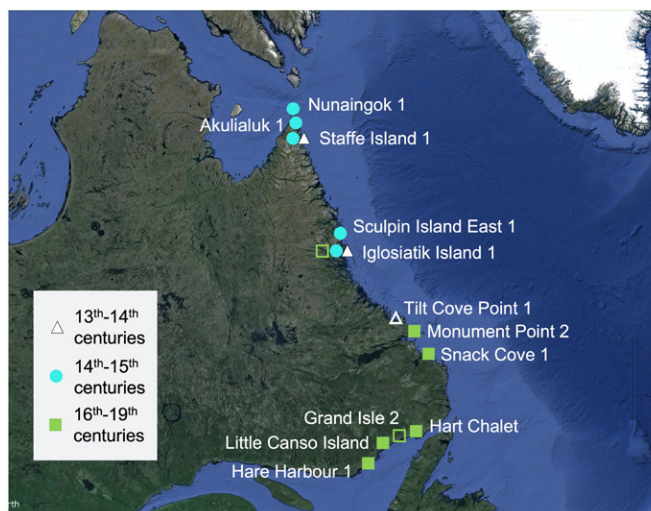 Nunaingok 1
Akulialuk 1
Staffe Island 1
Sculpin Island East 1
Iglosiatik Island 1
Tilt Cove Point 1
Monument Point 2
Snack Cove 1
13th-14th
centuries
14th-15th
centuries
16th-19th
centuries
Grand Isle 2
Hart Chalet
Little Canso Island
Hare Harbour 1